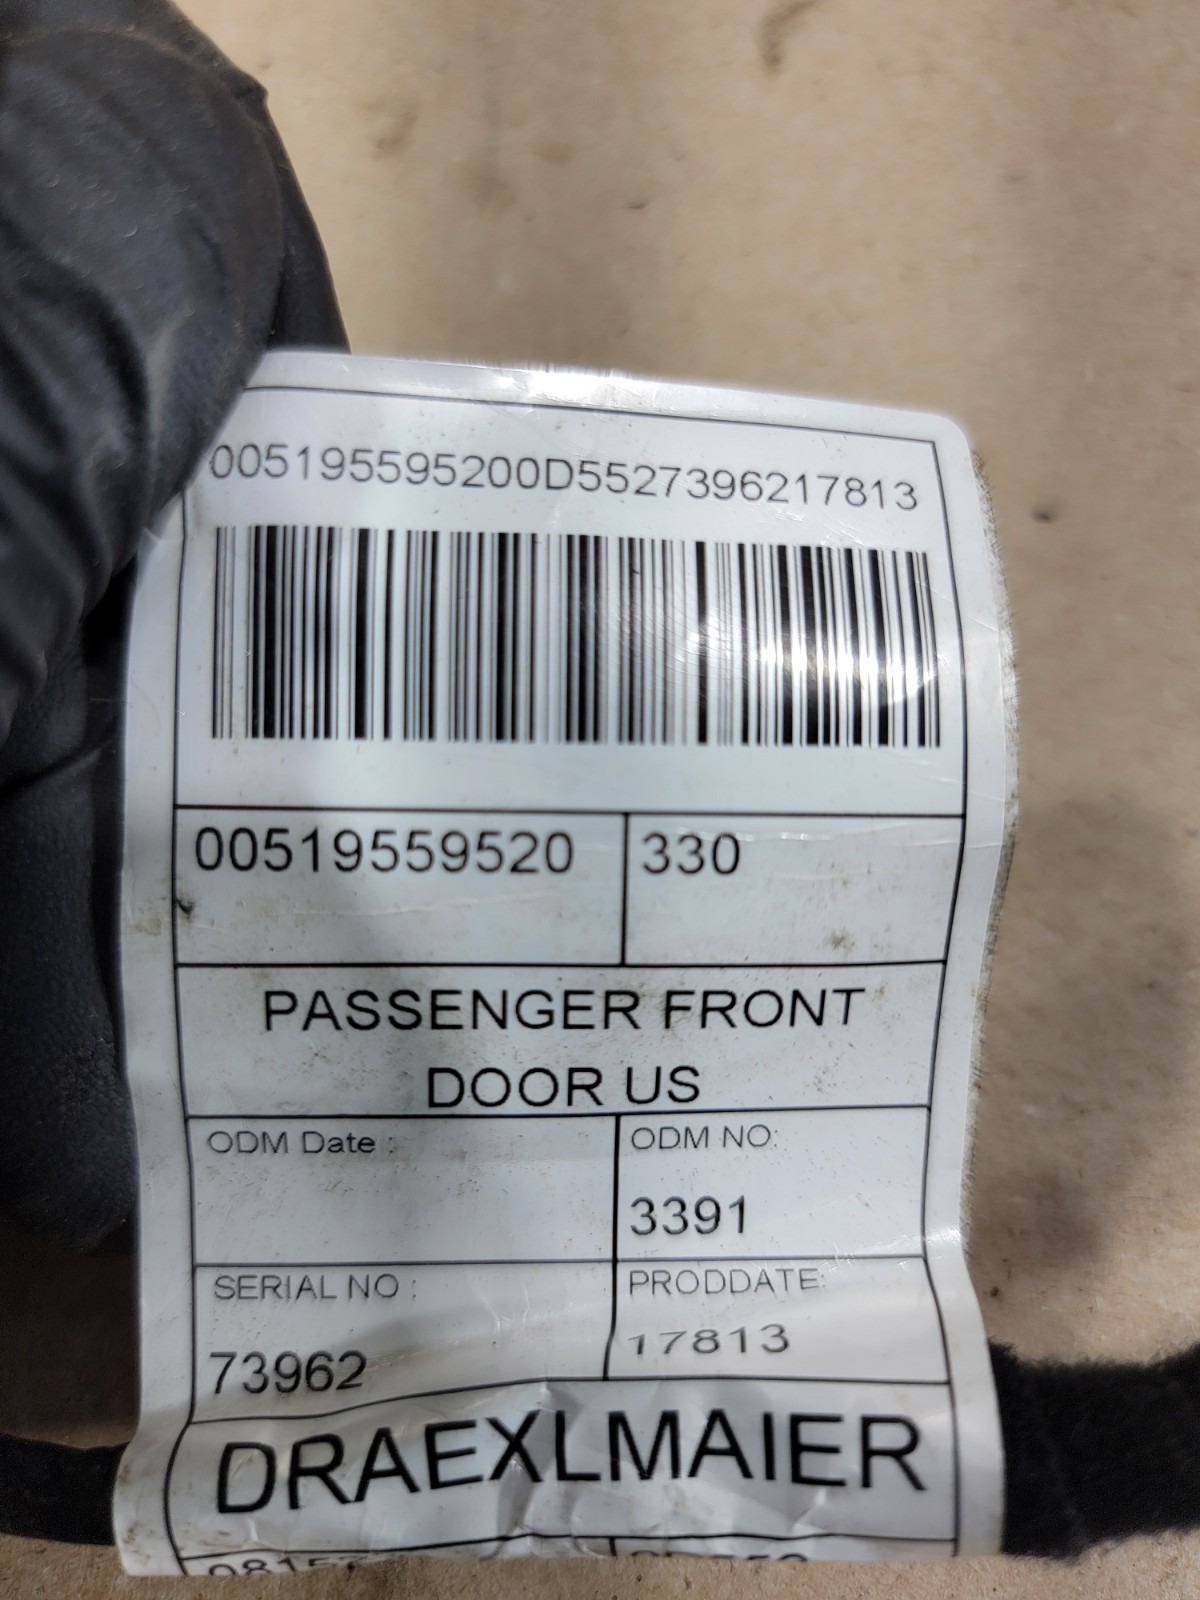 005195595200D5527396217813
00519559520 330
PASSENGER FRONT
DOOR US
ODM Date : ODM NO:
3391
SERIAL NO : PRODDATE:
73962 17813
DRAEXLMAIER